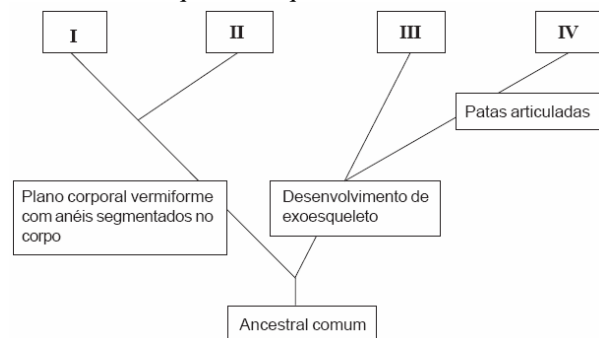 I
II
III
IV
Patas articuladas
Plano corporal vermiforme
com anéis segmentados no
corpo
Desenvolvimento de
exoesqueleto
Ancestral comum